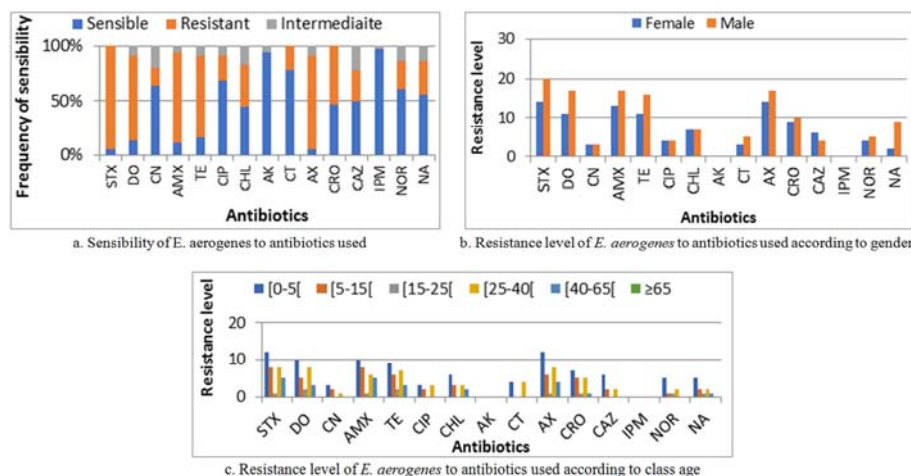 Sensible Resistant Intermediaite
Frequency of sensibility
100%
50%
0%
STX DO CN AMX TE CIP CHL AK CT AX CRO CAZ IPM NOR NA
Antibiotics
a. Sensibility of E. aerogenes to antibiotics used
Female Male
Resistance level
30
20
10
0
STX DO CN AMX TE CIP CHL AK CT AX CRO CAZ IPM NOR NA
Antibiotics
b. Resistance level of E. aerogenes to antibiotics used according to gender
[0-5[ [5-15[ [15-25[ [25-40[ [40-65[ ≥65
Resistance level
20
10
0
STX DO CN AMX TE CIP CHL AK CT AX CRO CAZ IPM NOR NA
Antibiotics
c. Resistance level of E. aerogenes to antibiotics used according to class age